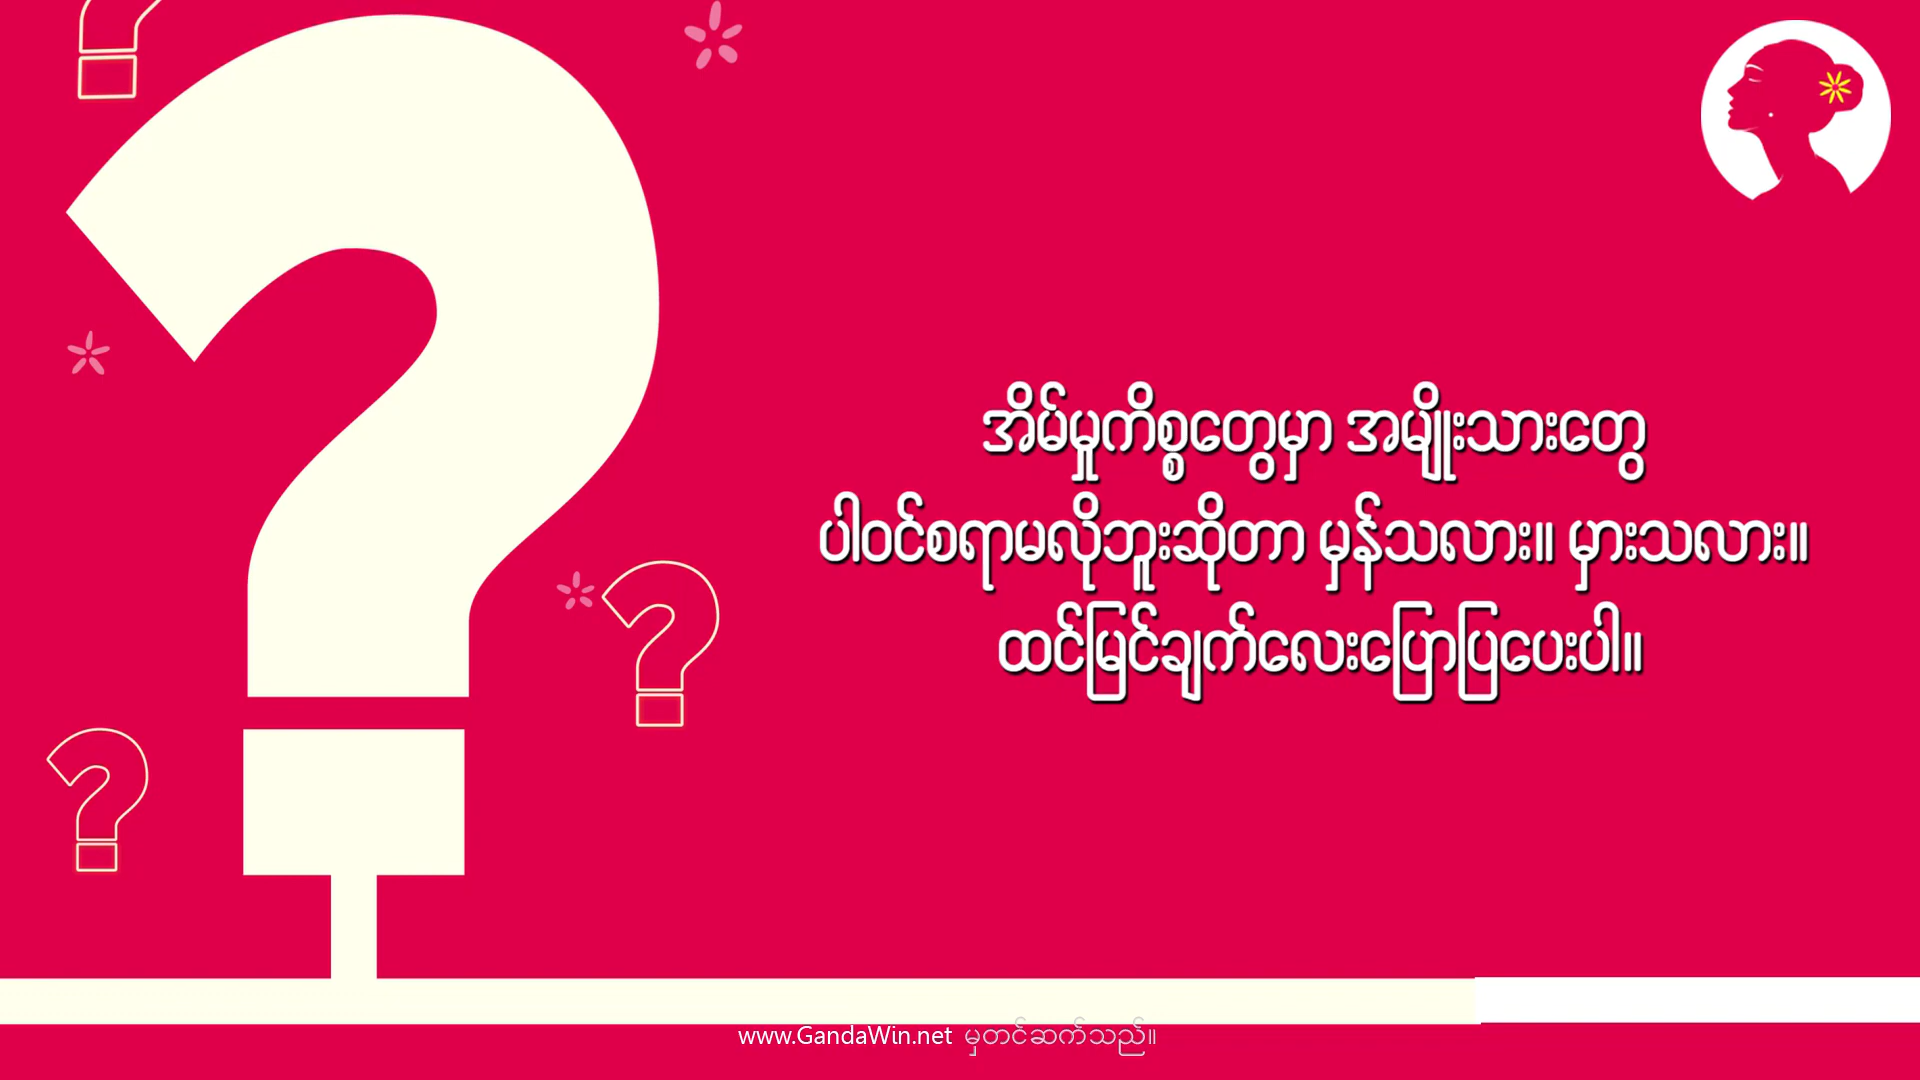 အိမ်မှုကိစ္စတွေမှာ အမျိုးသားတွေ
ပါဝင်စရာမလိုဘူးဆိုတာ မှန်သလား။ မှားသလား။
ထင်မြင်ချက်လေးပြောပြပေးပါ။
www.GandaWin.net မှတင်ဆက်သည်။